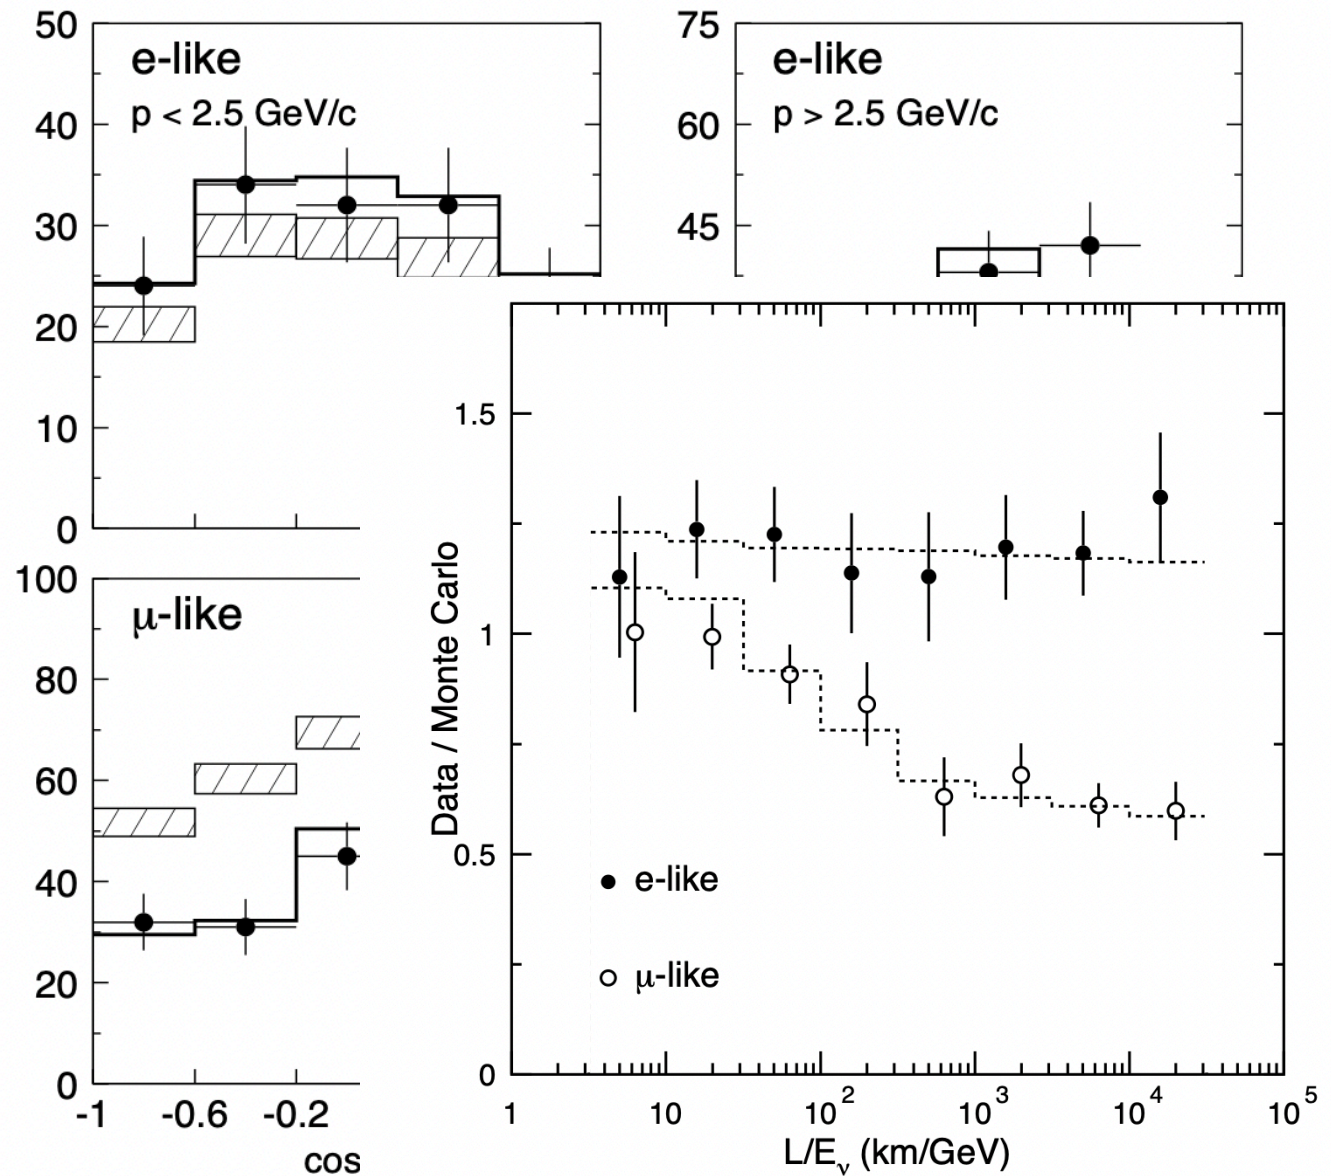 50
40
30
20
10
0
e-like
p < 2.5 GeV/c
75
60
45
e-like
p > 2.5 GeV/c
100
80
60
40
20
0
μ-like
-1 -0.6 -0.2
cos
1.5
1
0.5
0
Data / Monte Carlo
e-like
μ-like
1 10 10² 10³ 10⁴ 10⁵
L/Eᵥ (km/GeV)